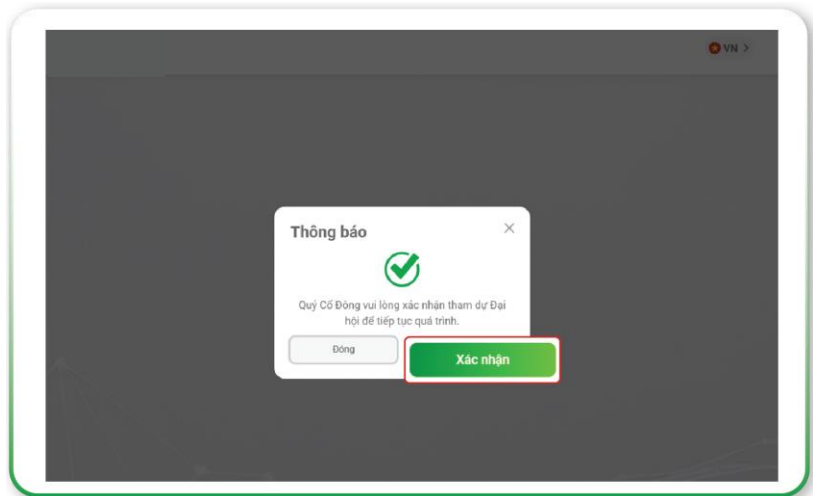 VN >
Thông báo
Quý Cổ Đông vui lòng xác nhận tham dự Đại
hội để tiếp tục quá trình.
Đóng
Xác nhận